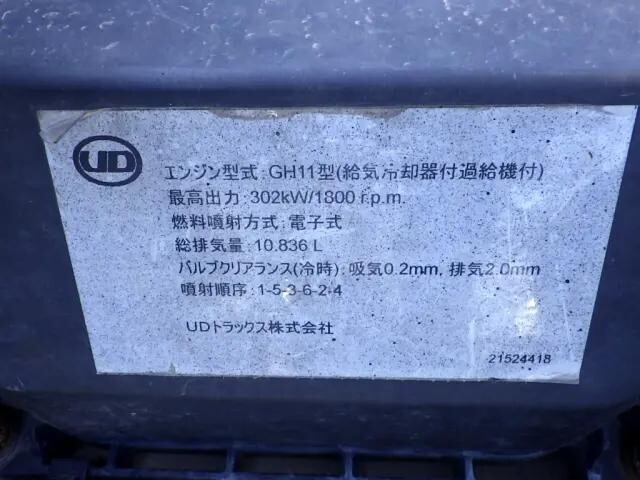 UD
エンジン型式:GH11型(給気冷却器付過給機付)
最高出力:302kW/1800 r.p.m.
燃料噴射方式:電子式
総排気量:10.836 L
バルブクリアランス(冷時):吸気0.2mm, 排気2.0mm
噴射順序:1-5-3-6-2-4
UDトラックス株式会社
21524418